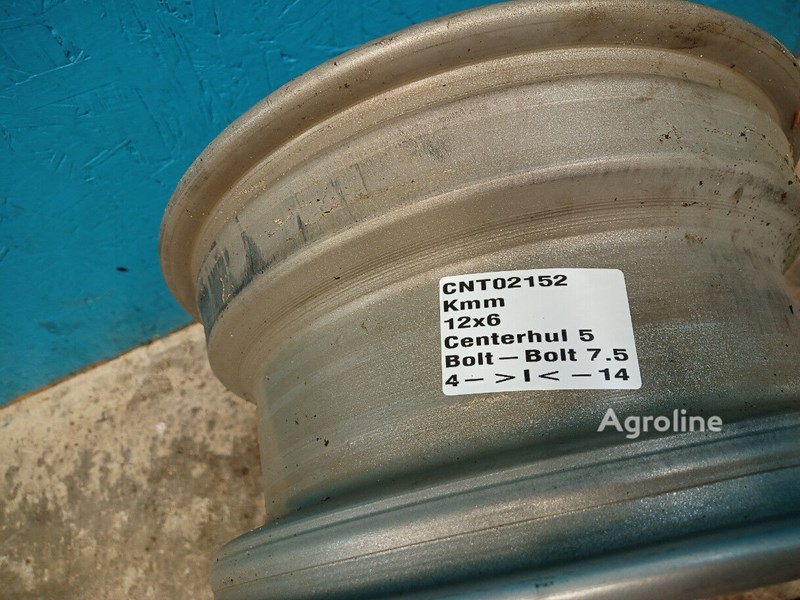 CNT02152
Kmm
12x6
Centerhul 5
Bolt - Bolt 7.5
4 - > I < - 14
Agroline